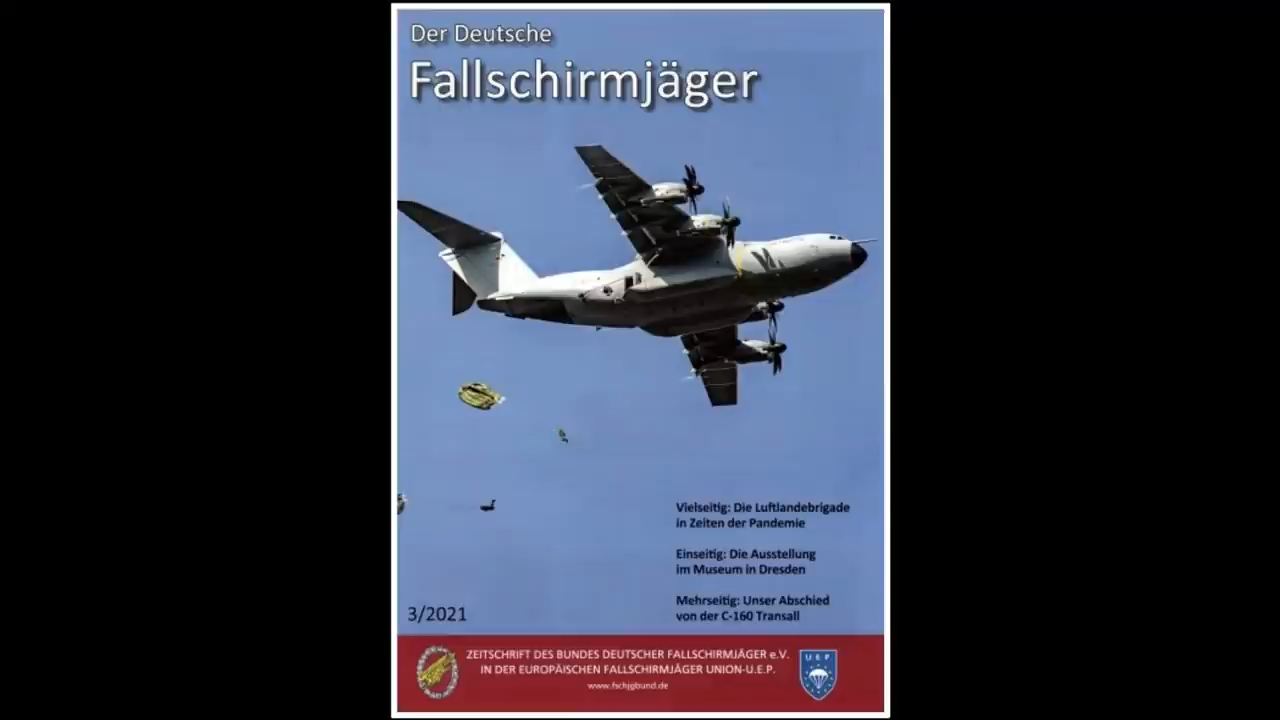 Der Deutsche
Fallschirmjäger
Vielseitig: Die Luftlandebrigade
in Zeiten der Pandemie
Einseitig: Die Ausstellung
im Museum in Dresden
Mehrseitig: Unser Abschied
von der C-160 Transall
3/2021
ZEITSCHRIFT DES BUNDES DEUTSCHER FALLSCHIRMJÄGER e.V.
IN DER EUROPÄISCHEN FALLSCHIRMJÄGER UNION-U.E.P.
www.fschjgbund.de
U E P